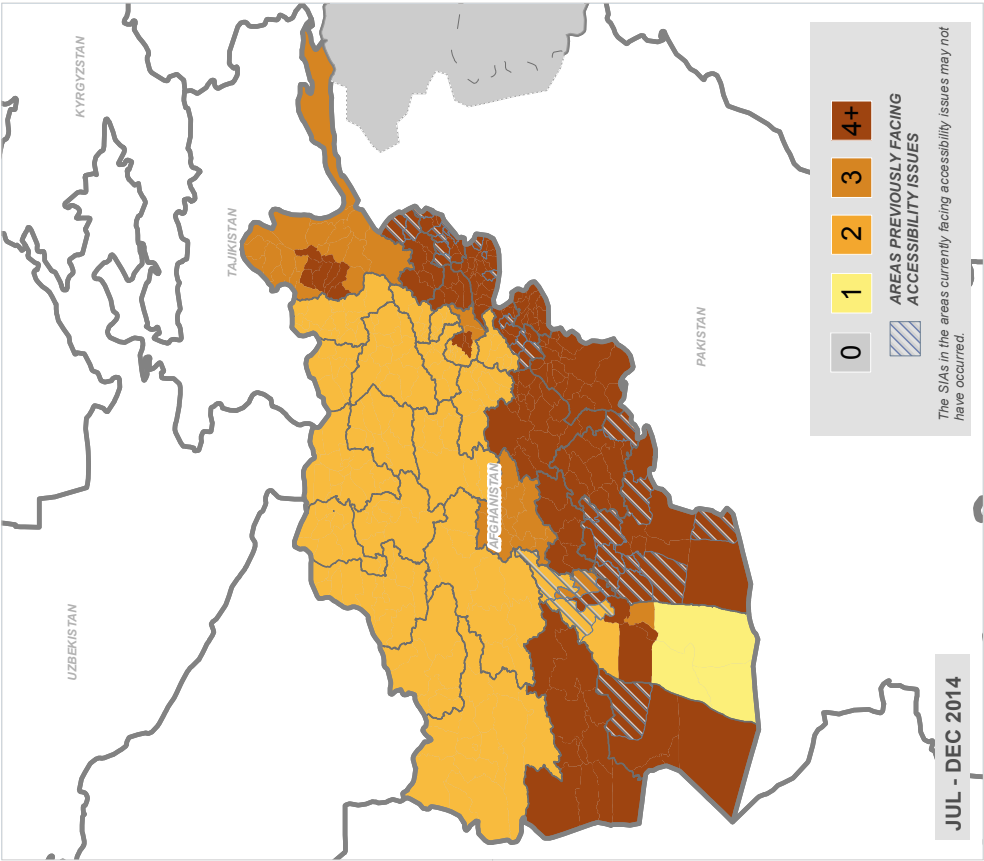 KYRGYZSTAN
TAJIKISTAN
UZBEKISTAN
AFGHANISTAN
PAKISTAN
0 1 2 3 4+
AREAS PREVIOUSLY FACING
ACCESSIBILITY ISSUES
The SIAs in the areas currently facing accessibility issues may not
have occurred.
JUL - DEC 2014